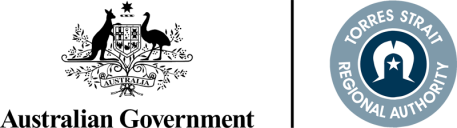 AUSTRALIA
Australian Government
TORRES STRAIT
REGIONAL AUTHORITY